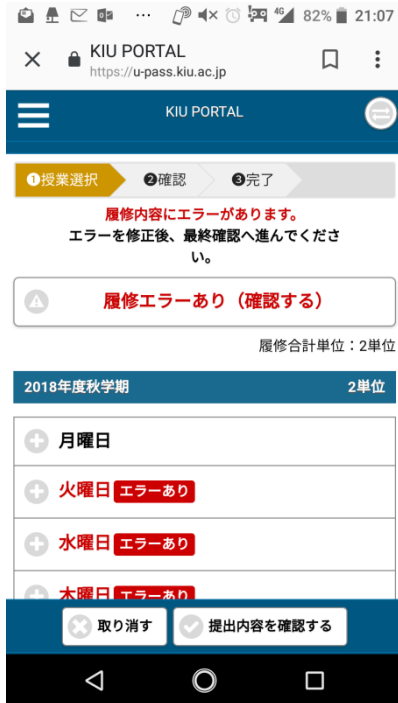 4G 82% 21:07
KIU PORTAL
https://u-pass.kiu.ac.jp
KIU PORTAL
❶授業選択 ❷確認 ❸完了
履修内容にエラーがあります。
エラーを修正後、最終確認へ進んでくださ
い。
履修エラーあり（確認する）
履修合計単位：2単位
2018年度秋学期 2単位
月曜日
火曜日 エラーあり
水曜日 エラーあり
木曜日 エラーあり
取り消す 提出内容を確認する